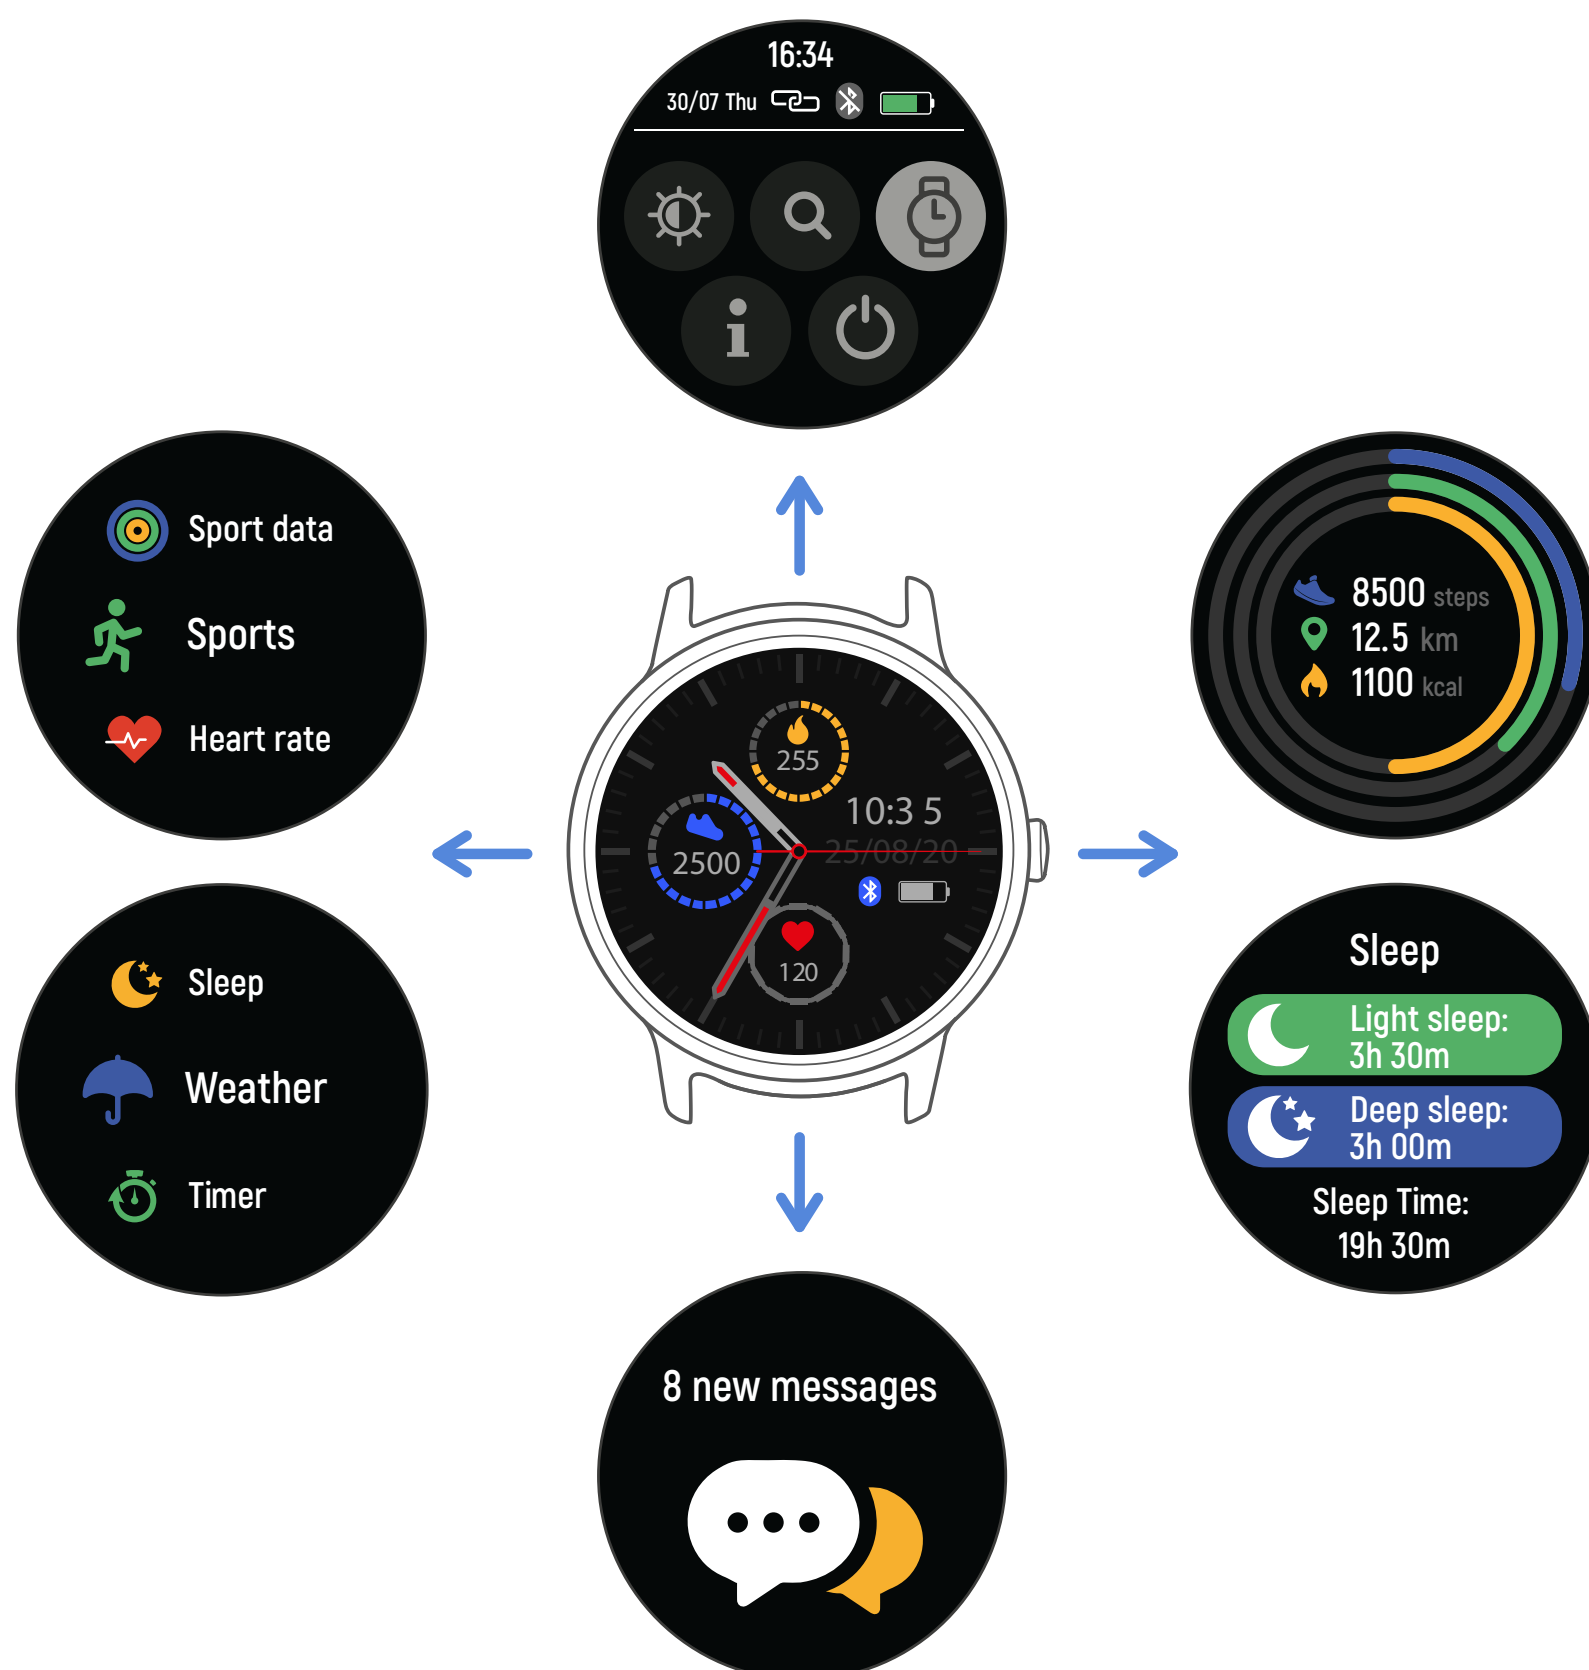 16:34
30/07 Thu
Sport data
Sports
Heart rate
8500 steps
12.5 km
1100 kcal
255
10:3 5
25/08/20
2500
120
Sleep
Weather
Timer
Sleep
Light sleep:
3h 30m
Deep sleep:
3h 00m
Sleep Time:
19h 30m
8 new messages